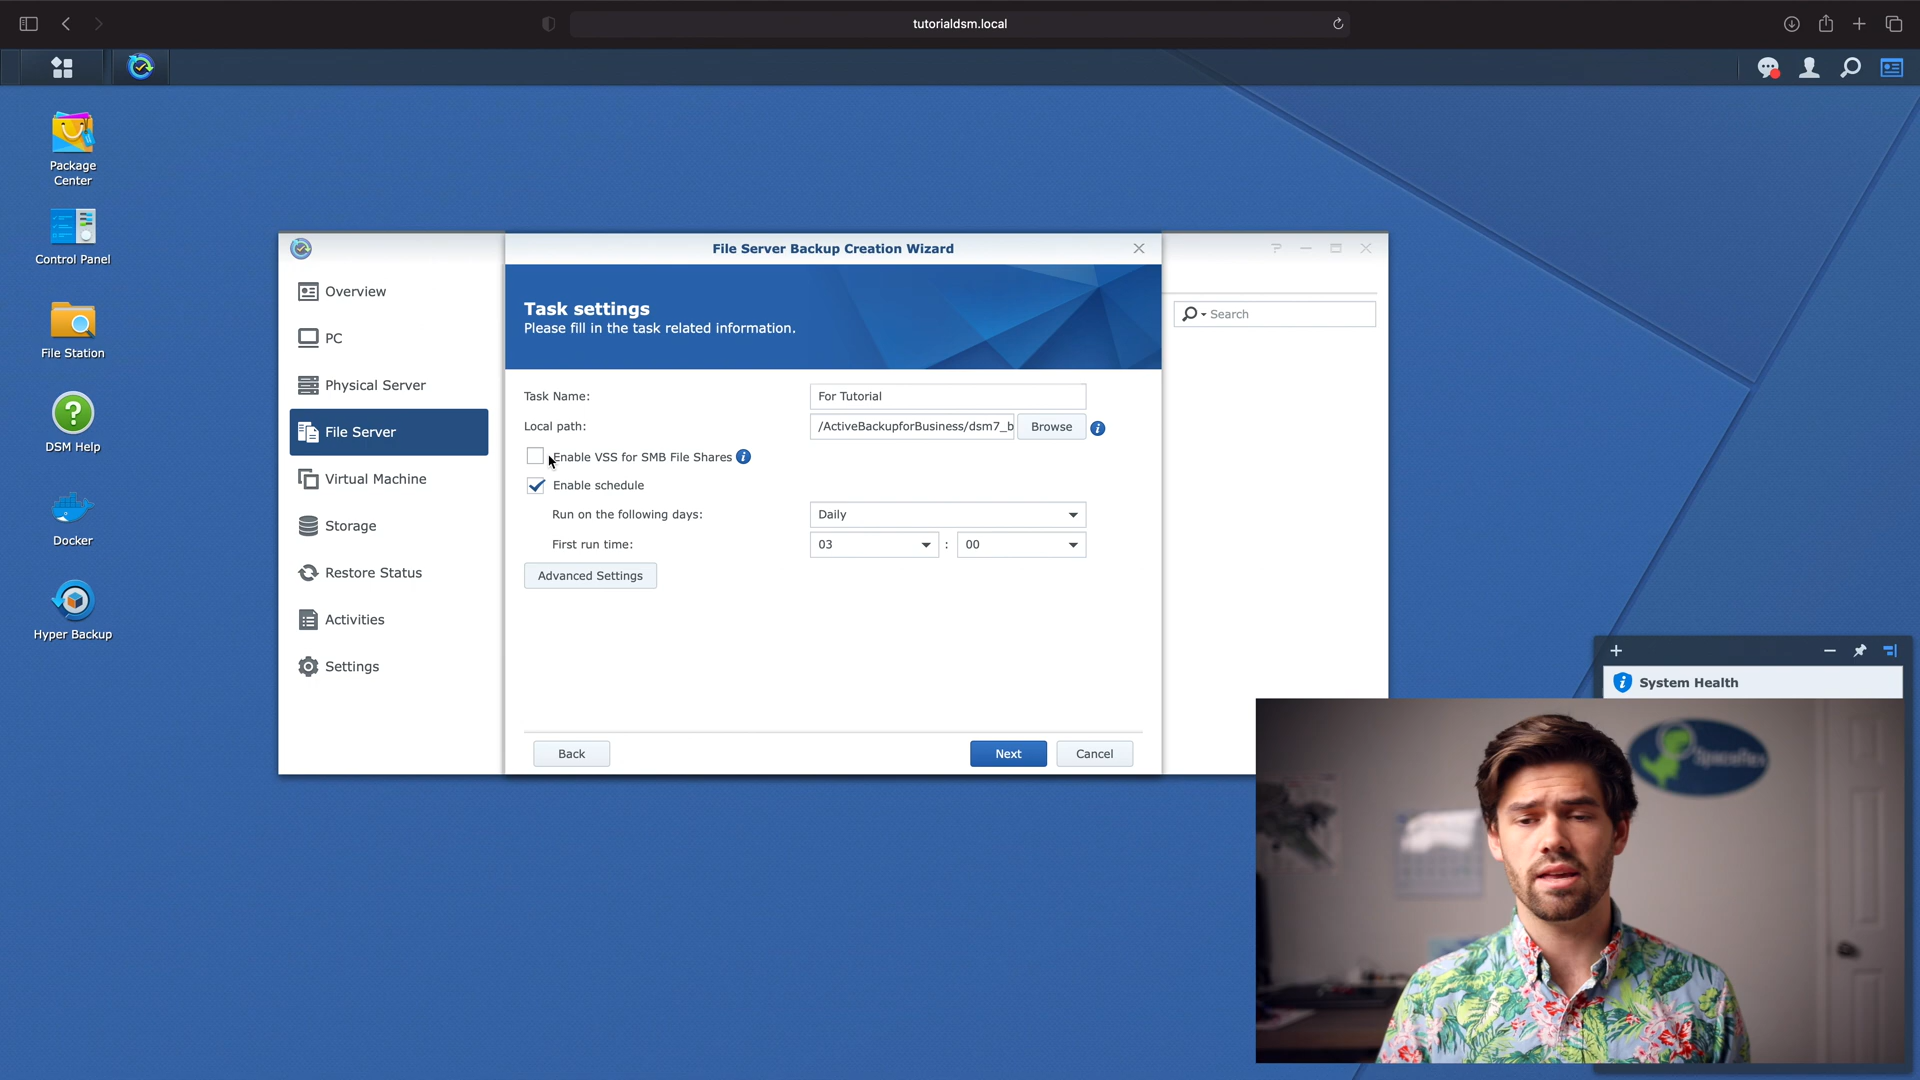 tutorialdsm.local
Package
Center
Control Panel
File Station
DSM Help
Docker
Hyper Backup
Overview
PC
Physical Server
File Server
Virtual Machine
Storage
Restore Status
Activities
Settings
File Server Backup Creation Wizard
Task settings
Please fill in the task related information.
Task Name: For Tutorial
Local path: /ActiveBackupforBusiness/dsm7_b Browse
Enable VSS for SMB File Shares
Enable schedule
Run on the following days: Daily
First run time: 03 : 00
Advanced Settings
Back Next Cancel
Search
System Health
SpaceRex